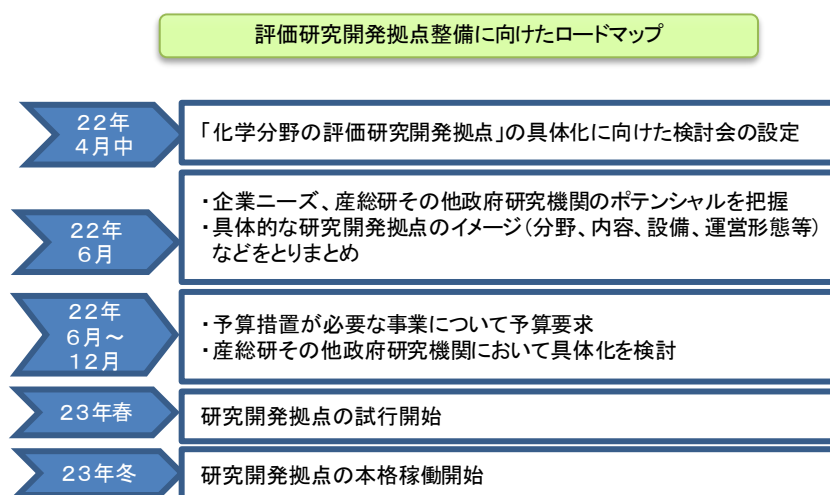 評価研究開発拠点整備に向けたロードマップ
22年
4月中
「化学分野の評価研究開発拠点」の具体化に向けた検討会の設定
22年
6月
・企業ニーズ、産総研その他政府研究機関のポテンシャルを把握
・具体的な研究開発拠点のイメージ（分野、内容、設備、運営形態等）
などをとりまとめ
22年
6月～
12月
・予算措置が必要な事業について予算要求
・産総研その他政府研究機関において具体化を検討
23年春
研究開発拠点の試行開始
23年冬
研究開発拠点の本格稼働開始